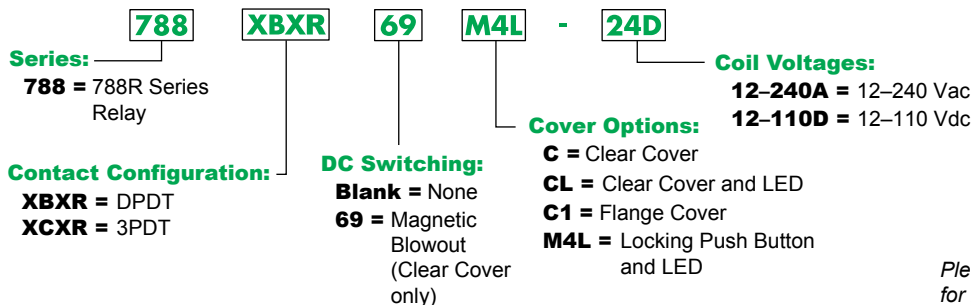 788 XBXR 69 M4L - 24D
Series:
788 = 788R Series
Relay
Contact Configuration:
XBXR = DPDT
XCXR = 3PDT
DC Switching:
Blank = None
69 = Magnetic
Blowout
(Clear Cover
only)
Cover Options:
C = Clear Cover
CL = Clear Cover and LED
C1 = Flange Cover
M4L = Locking Push Button
and LED
Coil Voltages:
12–240A = 12–240 Vac
12–110D = 12–110 Vdc
Ple
for